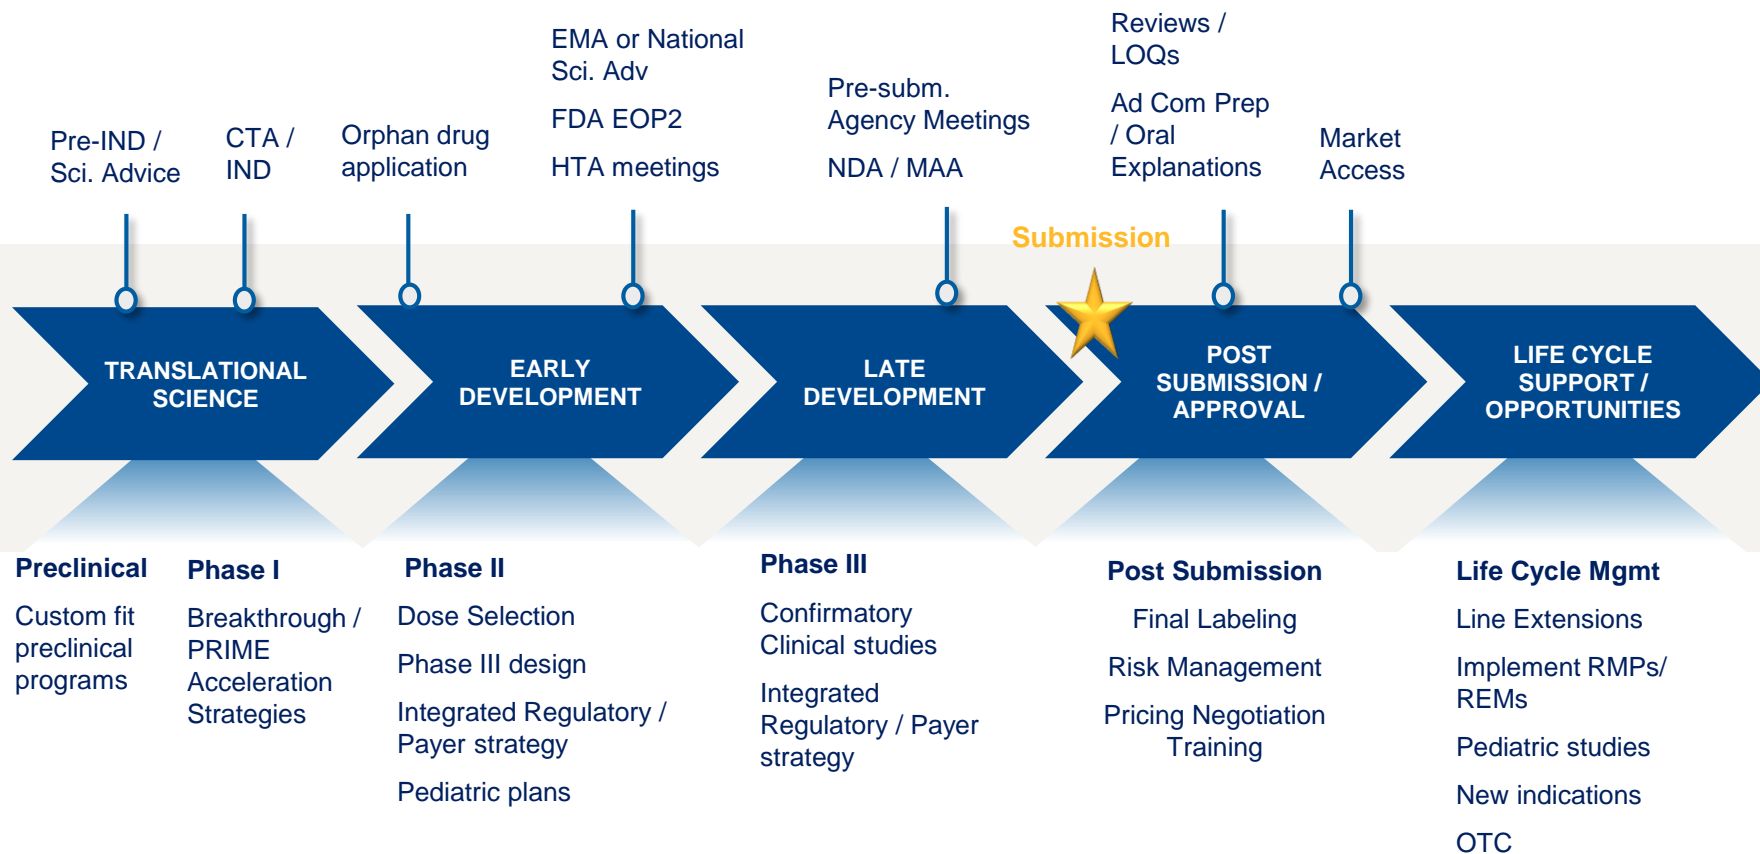 Pre-IND /
Sci. Advice
CTA /
IND
Orphan drug
application
EMA or National
Sci. Adv
FDA EOP2
HTA meetings
Pre-subm.
Agency Meetings
NDA / MAA
Reviews /
LOQs
Ad Com Prep
/ Oral
Explanations
Market
Access
Submission
TRANSLATIONAL
SCIENCE
EARLY
DEVELOPMENT
LATE
DEVELOPMENT
POST
SUBMISSION /
APPROVAL
LIFE CYCLE
SUPPORT /
OPPORTUNITIES
Preclinical
Custom fit
preclinical
programs
Phase I
Breakthrough /
PRIME
Acceleration
Strategies
Phase II
Dose Selection
Phase III design
Integrated Regulatory /
Payer strategy
Pediatric plans
Phase III
Confirmatory
Clinical studies
Integrated
Regulatory / Payer
strategy
Post Submission
Final Labeling
Risk Management
Pricing Negotiation
Training
Life Cycle Mgmt
Line Extensions
Implement RMPs/
REMs
Pediatric studies
New indications
OTC